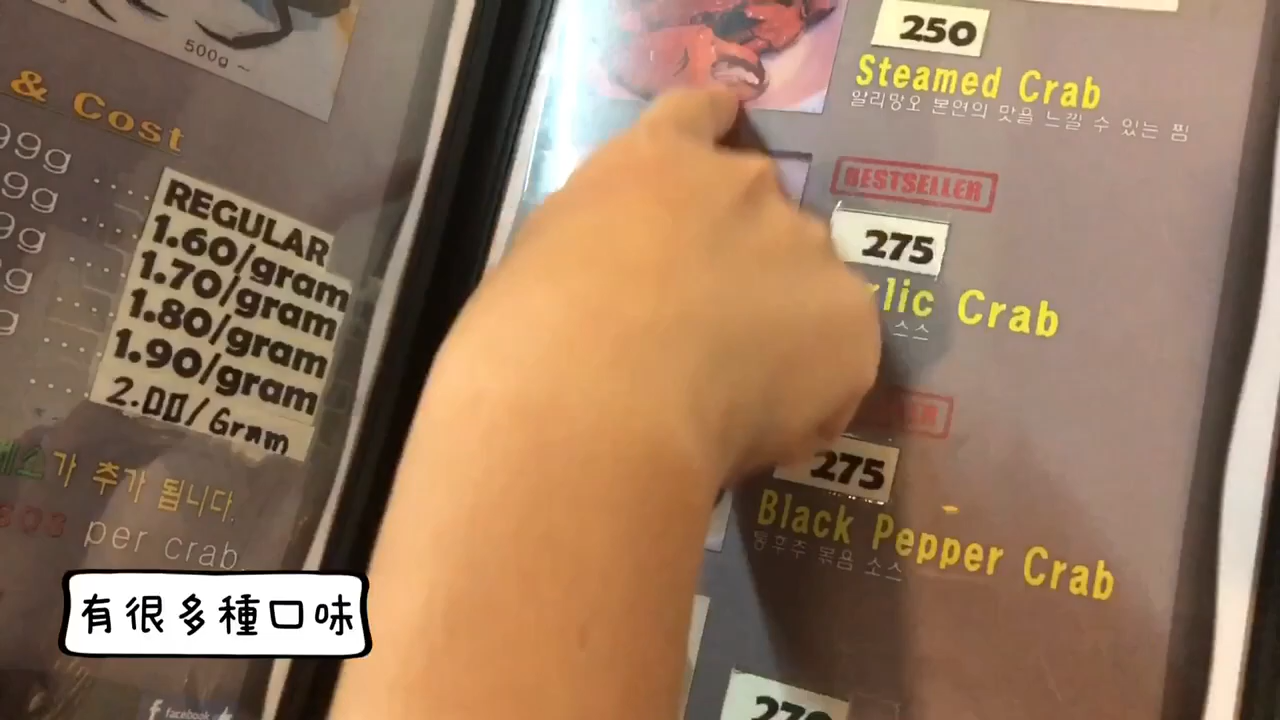 500g ~
& Cost
99g
9g
9g
g
g
REGULAR
1.60/gram
1.70/gram
1.80/gram
1.90/gram
2.00/Gram
가 추가 됩니다.
per crab
facebook
250
Steamed Crab
알리망오 본연의 맛을 느낄 수 있는 찜
BESTSELLER
275
rlic Crab
소스
275
Black Pepper Crab
통후추 볶음 소스
有很多種口味